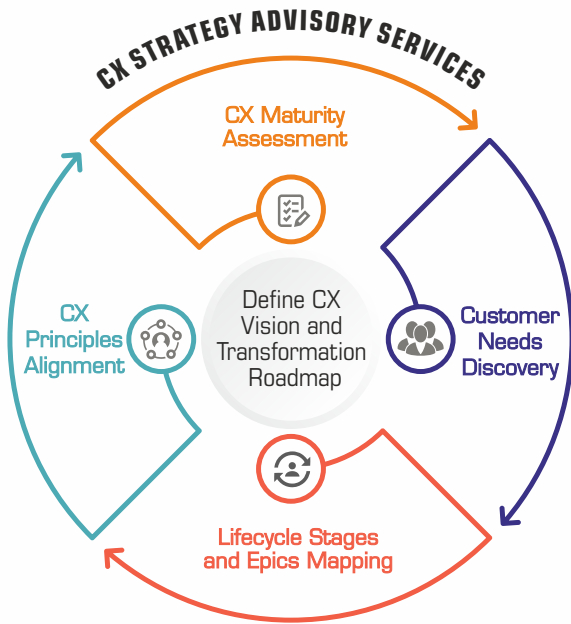 CX STRATEGY ADVISORY SERVICES
CX Maturity
Assessment
Customer
Needs
Discovery
Lifecycle Stages
and Epics Mapping
CX
Principles
Alignment
Define CX
Vision and
Transformation
Roadmap